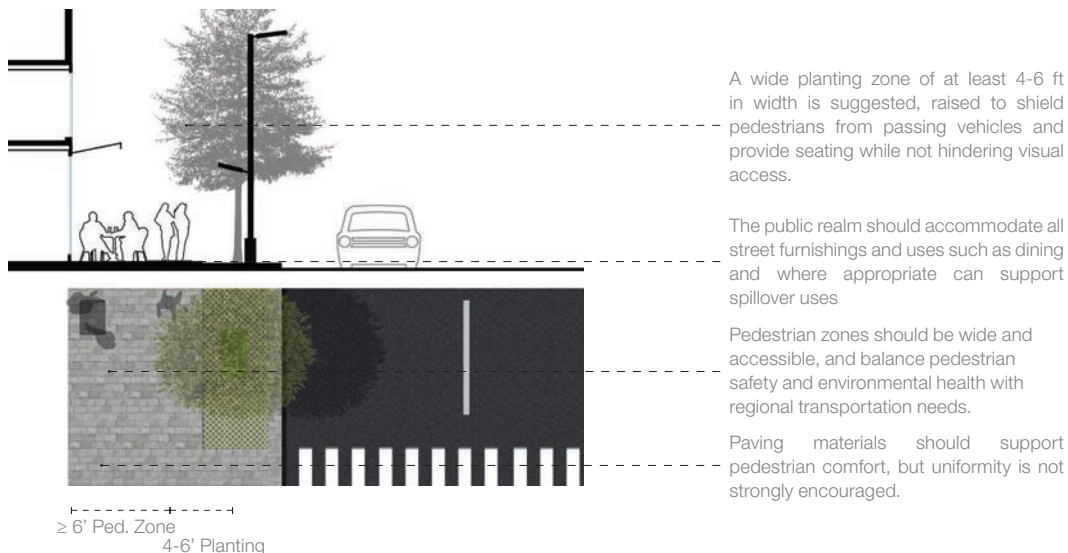 A wide planting zone of at least 4-6 ft
in width is suggested, raised to shield
pedestrians from passing vehicles and
provide seating while not hindering visual
access.
The public realm should accommodate all
street furnishings and uses such as dining
and where appropriate can support
spillover uses
Pedestrian zones should be wide and
accessible, and balance pedestrian
safety and environmental health with
regional transportation needs.
Paving materials should support
pedestrian comfort, but uniformity is not
strongly encouraged.
≥ 6’ Ped. Zone
4-6’ Planting